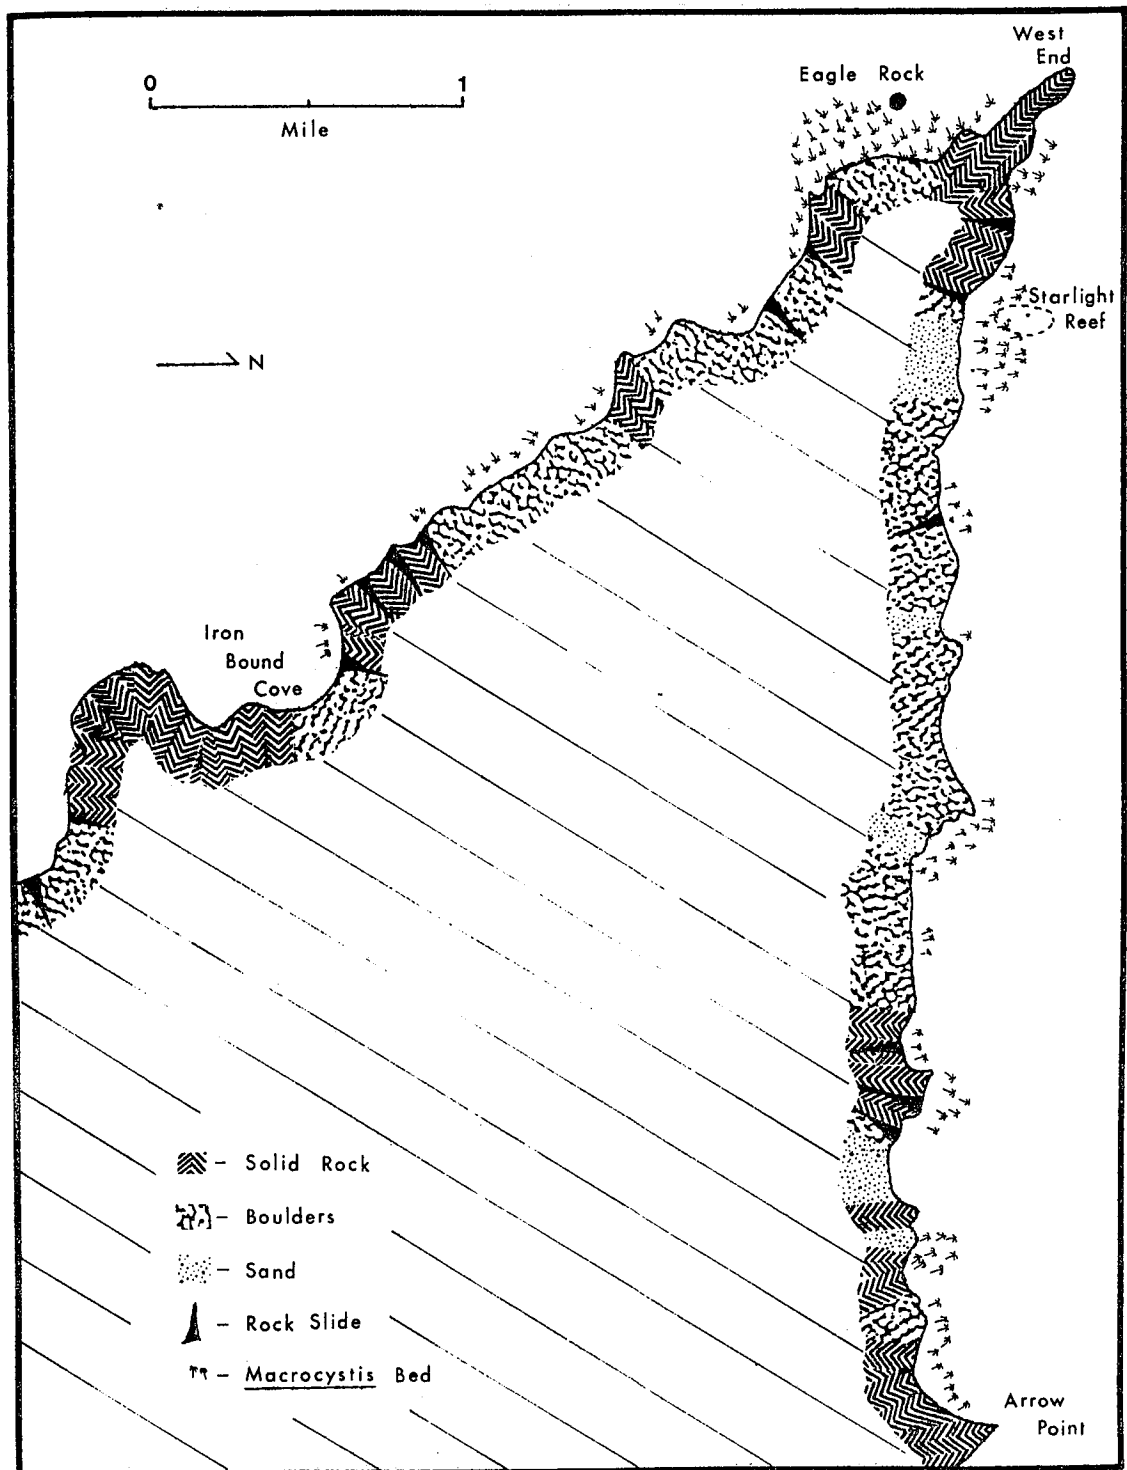 West
End
Eagle Rock
0 1
Mile
Starlight
Reef
N
Iron
Bound
Cove
- Solid Rock
- Boulders
- Sand
- Rock Slide
- Macrocystis Bed
Arrow
Point